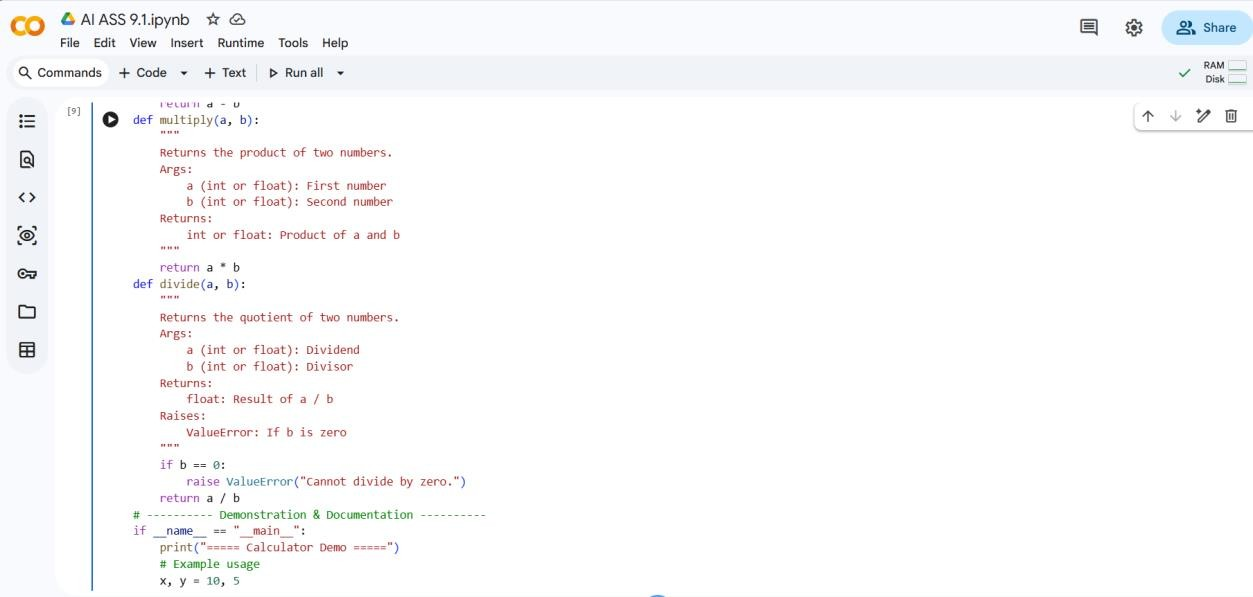 AI ASS 9.1.ipynb
File Edit View Insert Runtime Tools Help
Share
Commands + Code + Text Run all
RAM
Disk
[9]
return a - b
def multiply(a, b):
"""
Returns the product of two numbers.
Args:
a (int or float): First number
b (int or float): Second number
Returns:
int or float: Product of a and b
"""
return a * b
def divide(a, b):
"""
Returns the quotient of two numbers.
Args:
a (int or float): Dividend
b (int or float): Divisor
Returns:
float: Result of a / b
Raises:
ValueError: If b is zero
"""
if b == 0:
raise ValueError("Cannot divide by zero.")
return a / b
# ---------- Demonstration & Documentation ----------
if __name__ == "__main__":
print("===== Calculator Demo =====")
# Example usage
x, y = 10, 5